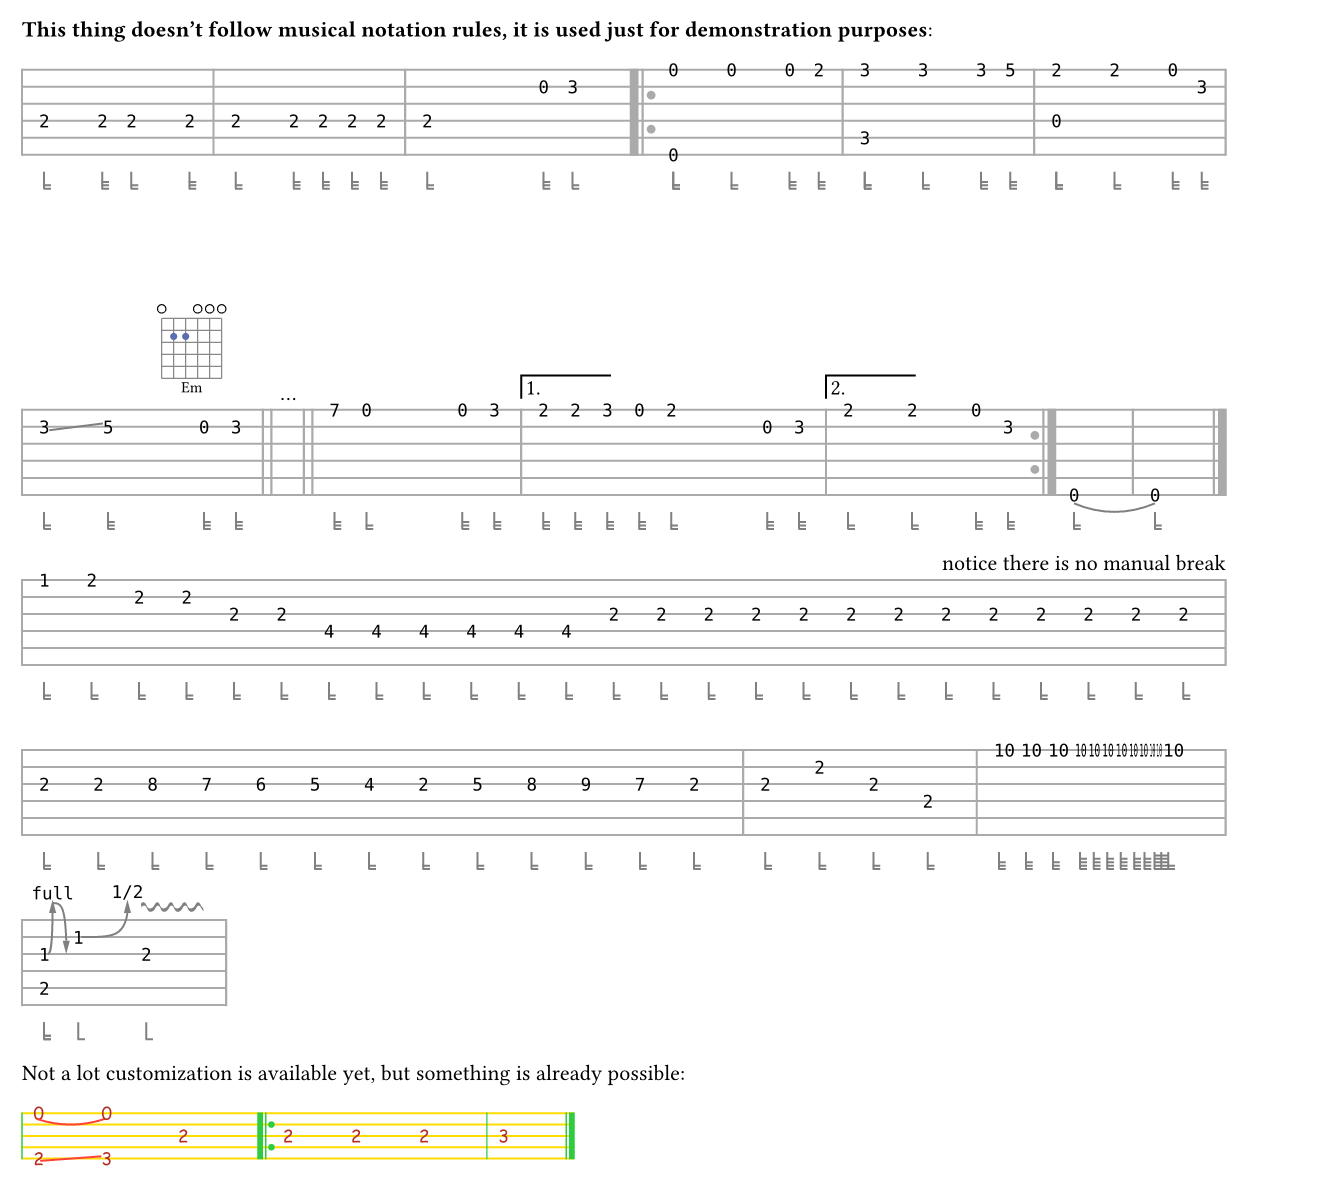 This thing doesn’t follow musical notation rules, it is used just for demonstration purposes:
0 0 0 2 3 3 3 5 2 2 0
0 3 3
2 2 2 2 2 2 2 2 2 2 0
3
0
Em
...
1. 2.
7 0 0 3 2 2 3 0 2 2 2 0
3 5 0 3 0 3 3
0 0
notice there is no manual break
1 2
2 2
2 2 2 2 2 2 2 2 2 2 2 2 2 2 2
4 4 4 4 4 4
10 10 10 10 10 10 10 10 10 10
2
2 2 8 7 6 5 4 2 5 8 9 7 2 2 2
2
full 1/2
1
1 2
2
Not a lot customization is available yet, but something is already possible:
0 0
2 2 2 2 3
2 3